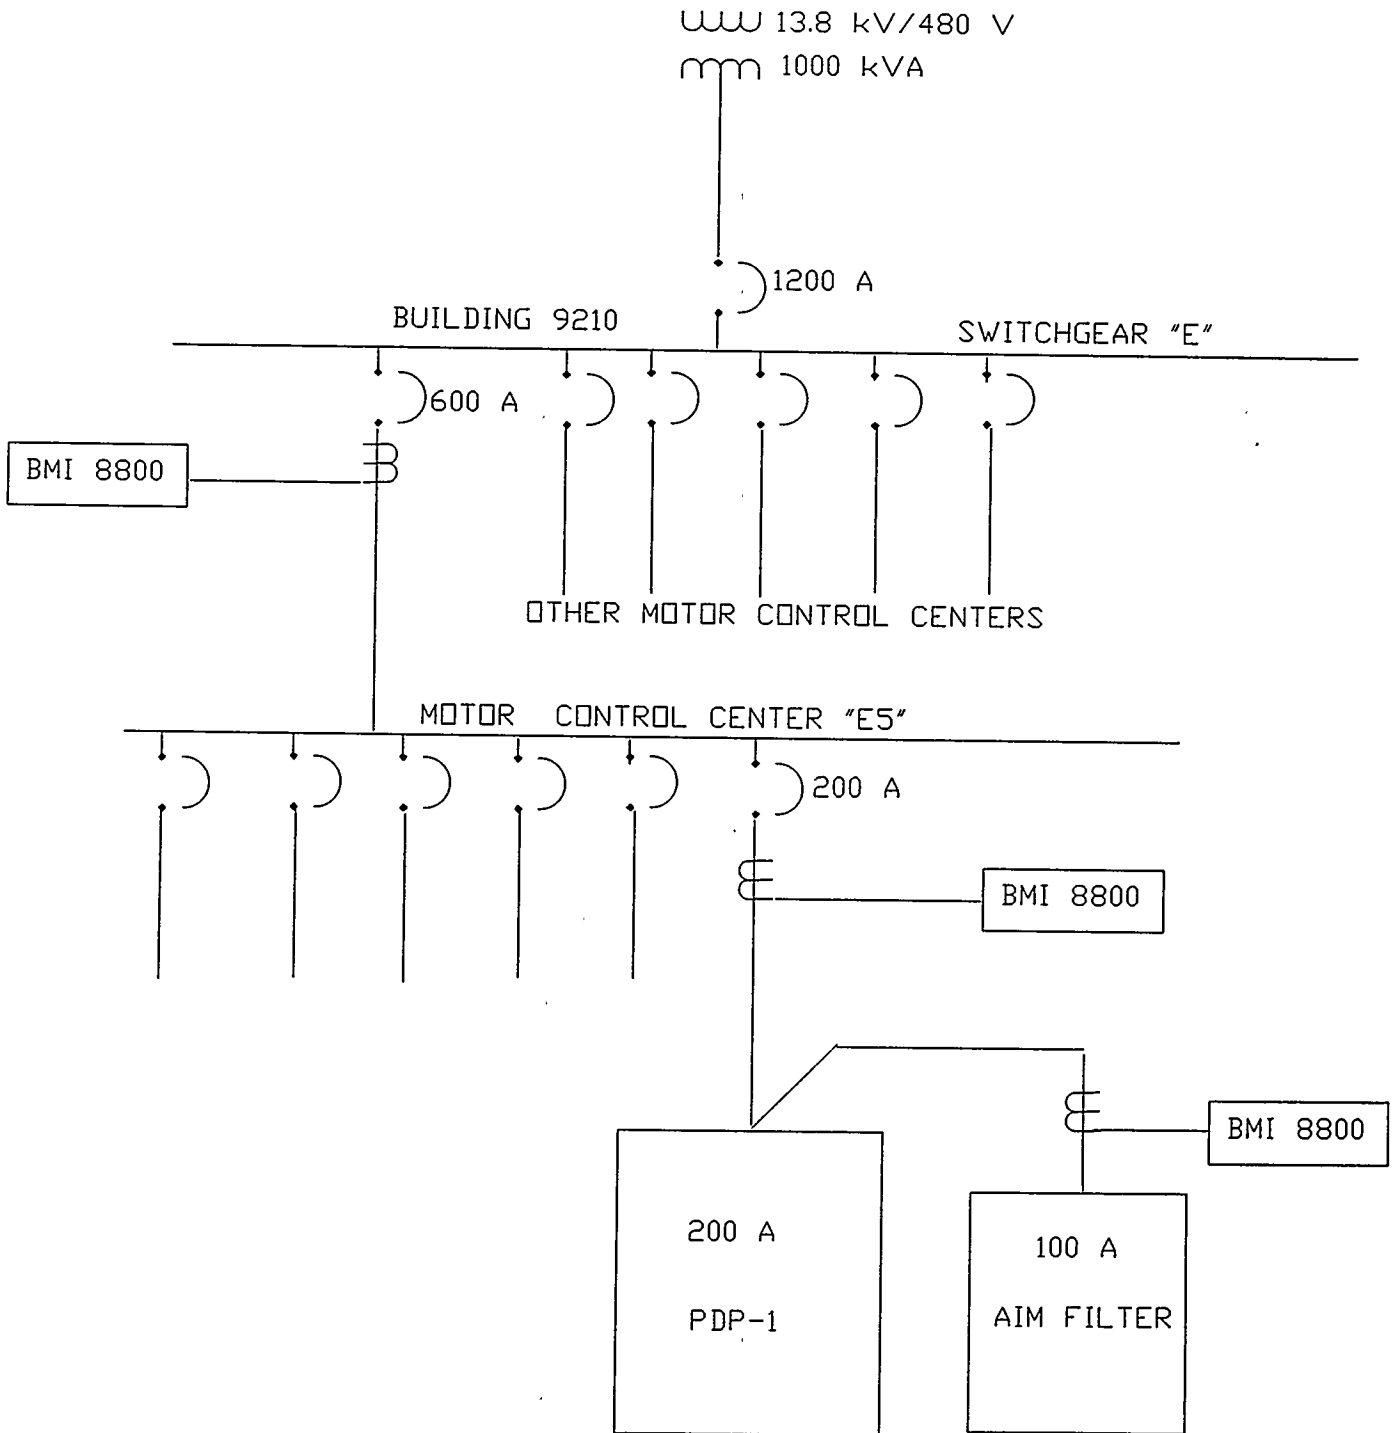 13.8 kV/480 V
1000 kVA
1200 A
BUILDING 9210
SWITCHGEAR "E"
600 A
BMI 8800
OTHER MOTOR CONTROL CENTERS
MOTOR CONTROL CENTER "E5"
200 A
BMI 8800
BMI 8800
200 A
PDP-1
100 A
AIM FILTER